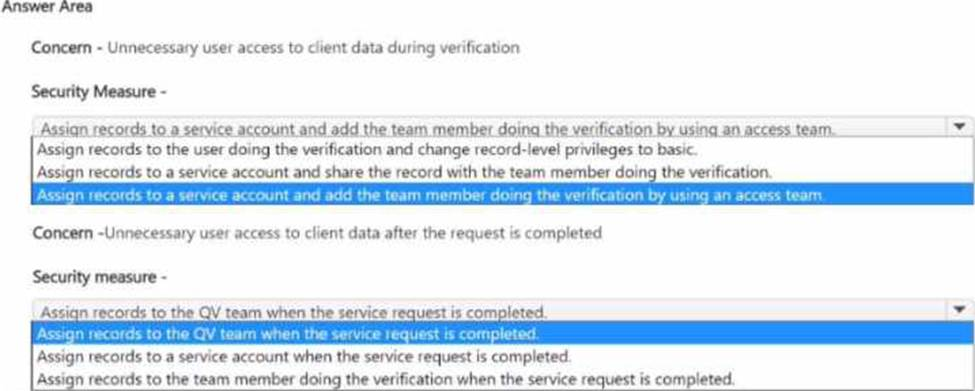 Answer Area
Concern - Unnecessary user access to client data during verification
Security Measure -
Assign records to a service account and add the team member doing the verification by using an access team.
Assign records to the user doing the verification and change record-level privileges to basic.
Assign records to a service account and share the record with the team member doing the verification.
Assign records to a service account and add the team member doing the verification by using an access team.
Concern -Unnecessary user access to client data after the request is completed
Security measure -
Assign records to the QV team when the service request is completed.
Assign records to the QV team when the service request is completed.
Assign records to a service account when the service request is completed.
Assign records to the team member doing the verification when the service request is completed.